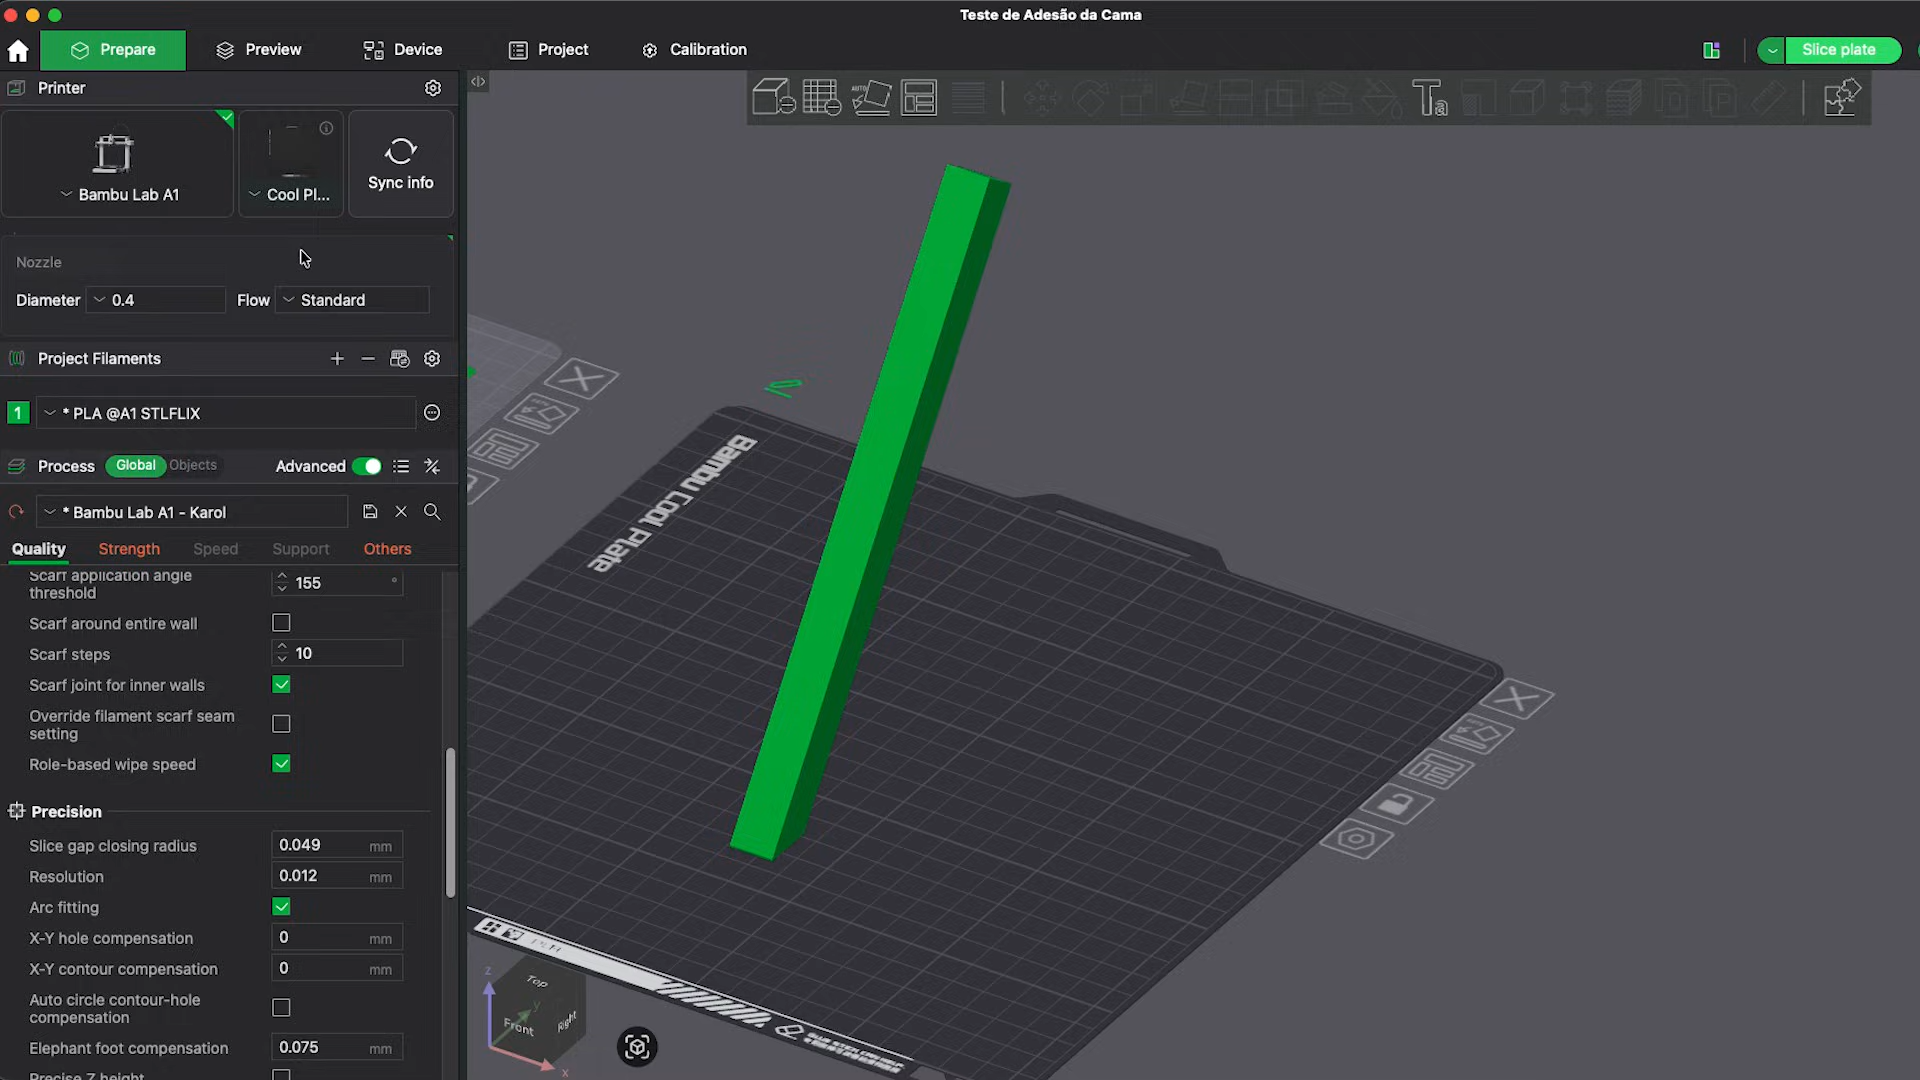 Teste de Adesão da Cama
Prepare
Preview
Device
Project
Calibration
Slice plate
Printer
Bambu Lab A1
Cool Pl...
Sync info
Nozzle
Diameter
0.4
Flow
Standard
Project Filaments
1
* PLA @A1 STLFLIX
Process
Global
Objects
Advanced
* Bambu Lab A1 - Karol
Quality
Strength
Speed
Support
Others
Scarf application angle
threshold
155
°
Scarf around entire wall
Scarf steps
10
Scarf joint for inner walls
Override filament scarf seam
setting
Role-based wipe speed
Precision
Slice gap closing radius
0.049
mm
Resolution
0.012
mm
Arc fitting
X-Y hole compensation
0
mm
X-Y contour compensation
0
mm
Auto circle contour-hole
compensation
Elephant foot compensation
0.075
mm
Precise Z height
AUTO
Ta
Bambu Cool Plate
z
Top
y
Front
Right
x